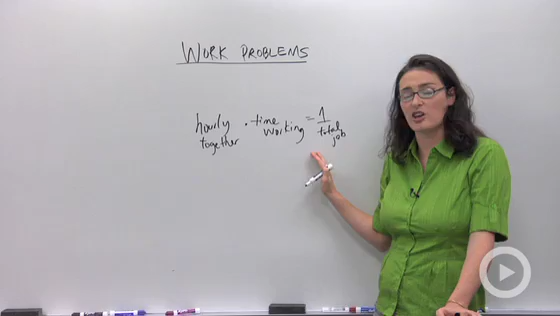 WORK PROBLEMS
hourly • time = 1
together working total
job